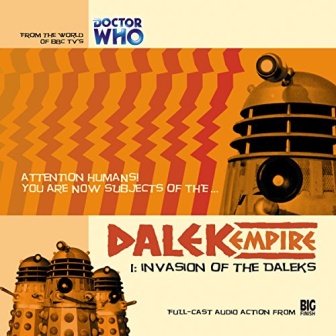 FROM THE WORLD
OF BBC TV'S
DOCTOR
WHO
ATTENTION HUMANS!
YOU ARE NOW SUBJECTS OF THE...
DALEK EMPIRE
1: INVASION OF THE DALEKS
FULL-CAST AUDIO ACTION FROM
BIG
FINISH